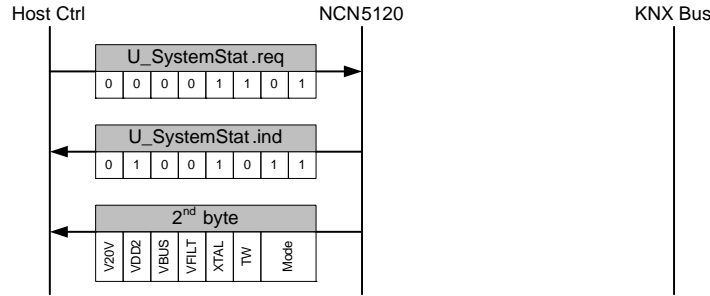 Host Ctrl NCN5120 KNX Bus
U_SystemStat.req
0 0 0 0 1 1 0 1
U_SystemStat.ind
0 1 0 0 1 0 1 1
2nd byte
V20V VDD2 VBUS VFILT XTAL TW Mode